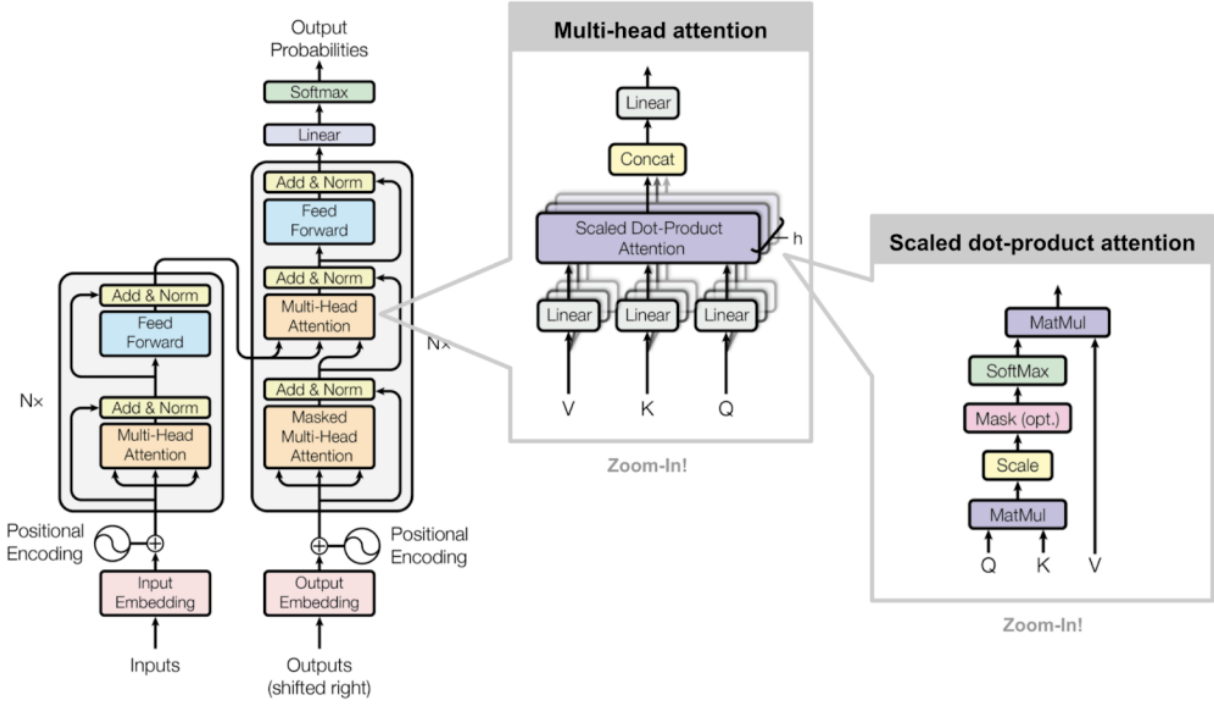 Output
Probabilities
Softmax
Linear
Add & Norm
Feed
Forward
Add & Norm
Multi-Head
Attention
Nx
Add & Norm
Masked
Multi-Head
Attention
Add & Norm
Feed
Forward
Nx
Add & Norm
Multi-Head
Attention
Positional
Encoding
Positional
Encoding
Input
Embedding
Output
Embedding
Inputs
Outputs
(shifted right)
Multi-head attention
Linear
Concat
Scaled Dot-Product
Attention
h
Linear
Linear
Linear
V
K
Q
Zoom-In!
Scaled dot-product attention
MatMul
SoftMax
Mask (opt.)
Scale
MatMul
Q
K
V
Zoom-In!